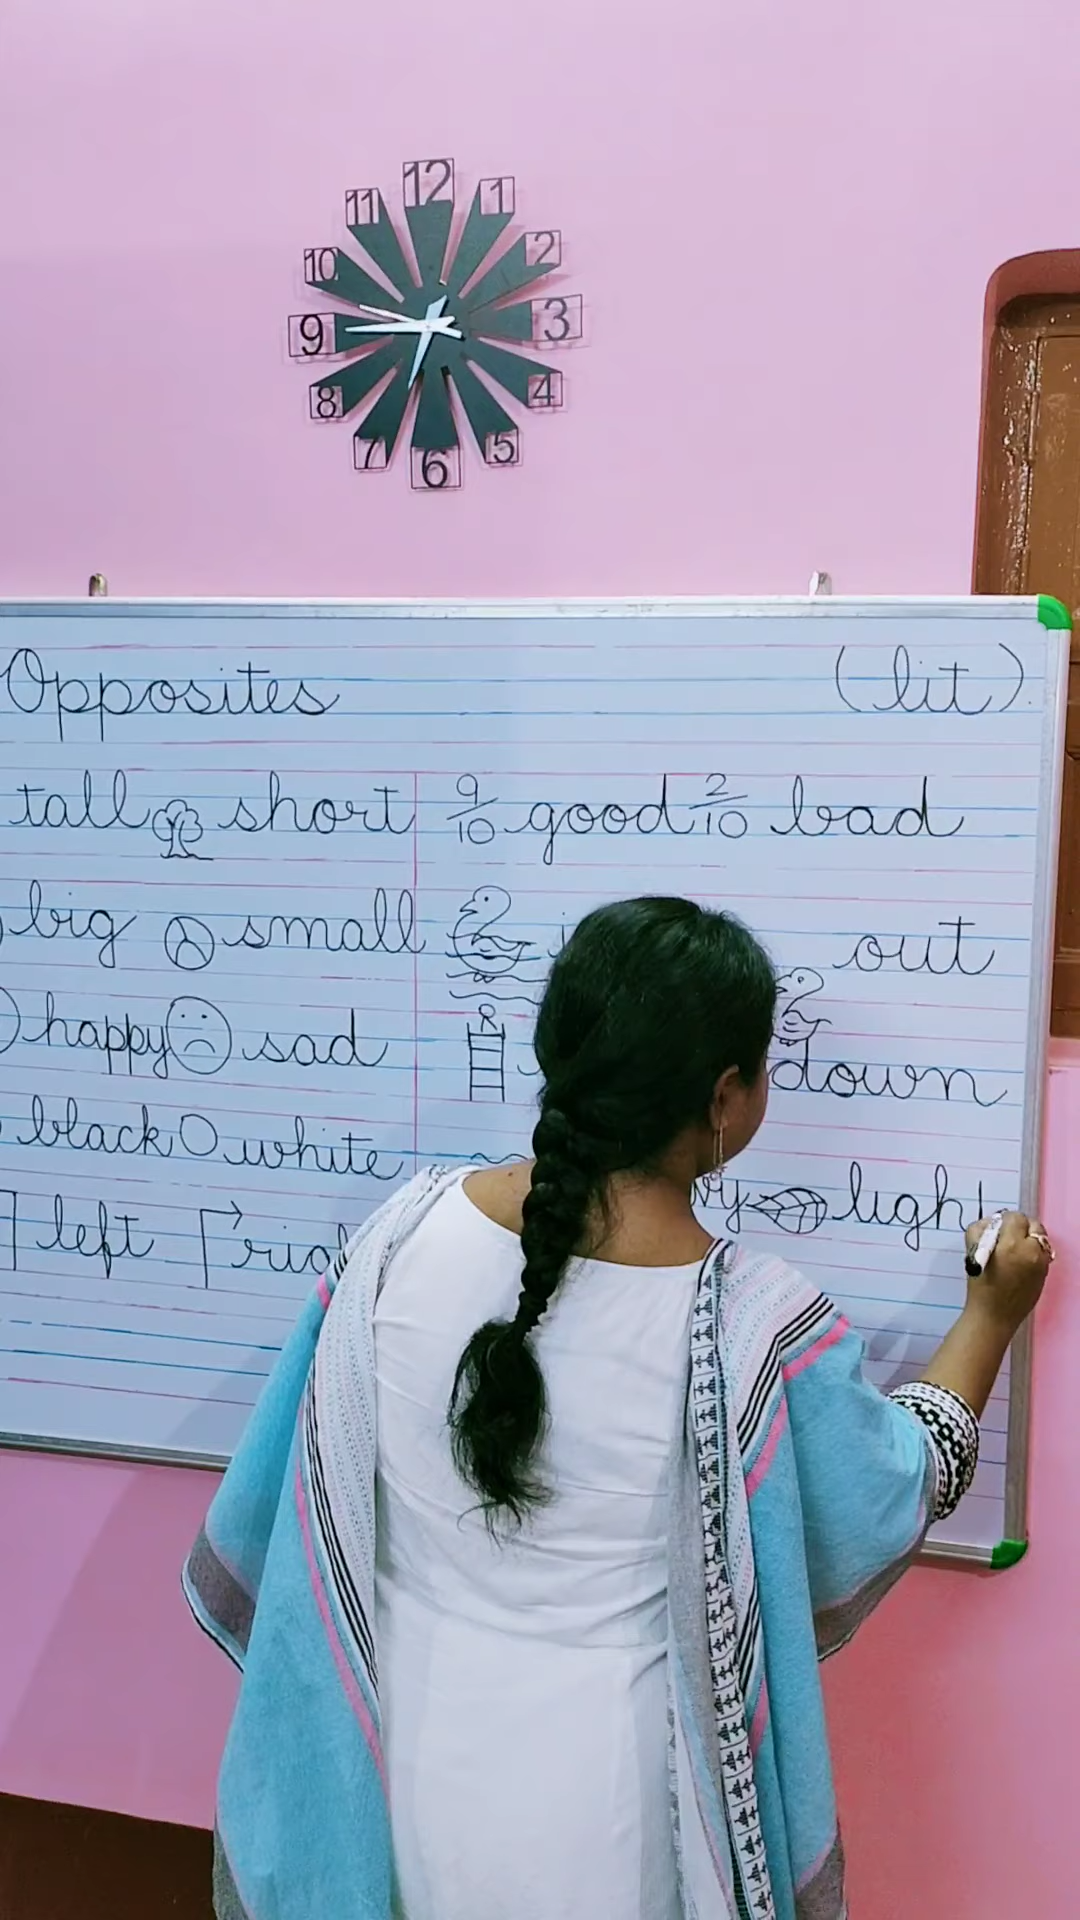 12
11 1
10 2
9 3
8 4
7 5
6
Opposites (lit)
tall short 9/10 good 2/10 bad
big small out
happy sad down
black white
left light